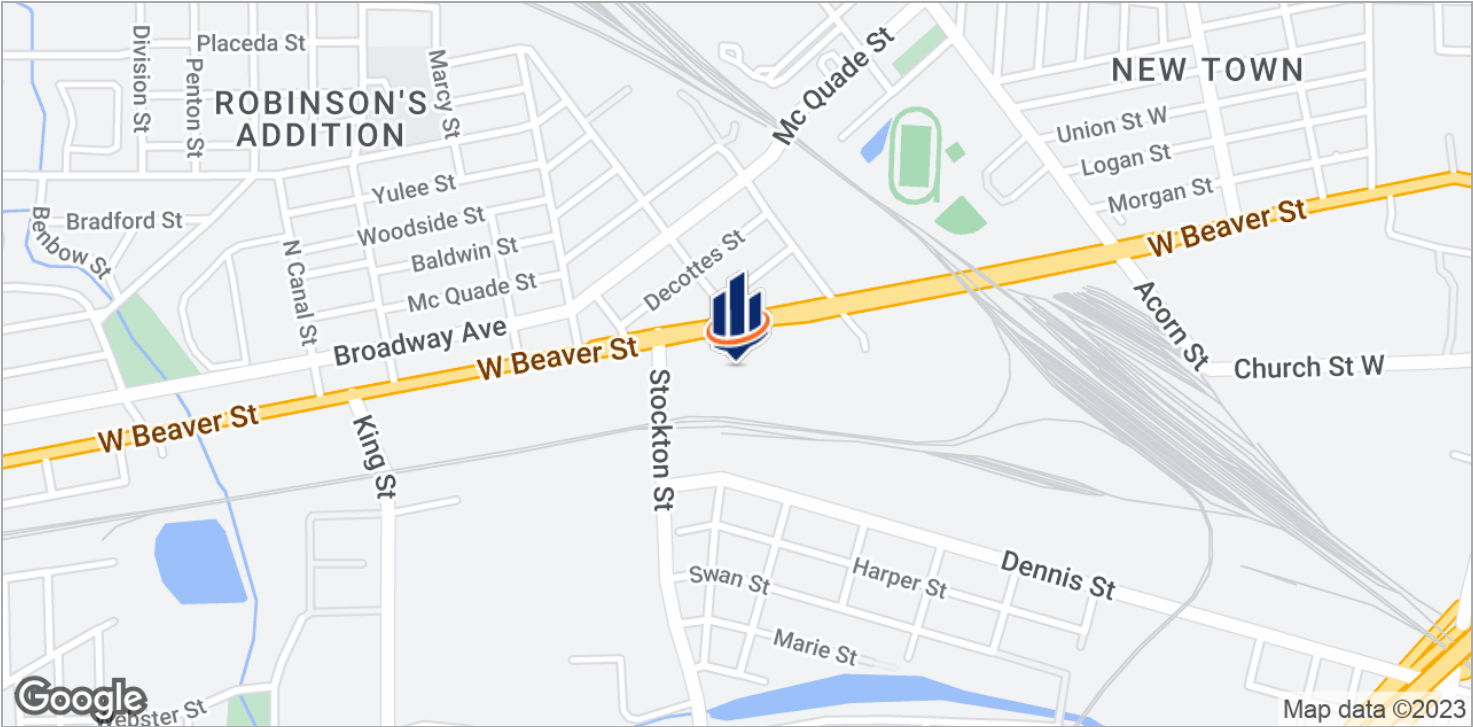 Division St
Penton St
Placeda St
Marcy St
ROBINSON'S
ADDITION
Mc Quade St
NEW TOWN
Union St W
Logan St
Morgan St
Yulee St
Woodside St
Baldwin St
Mc Quade St
Bradford St
Benbow St
N Canal St
Decottes St
W Beaver St
Broadway Ave
W Beaver St
W Beaver St
Acorn St
Church St W
King St
Stockton St
Dennis St
Swan St
Harper St
Marie St
Google
Webster St
Map data ©2023